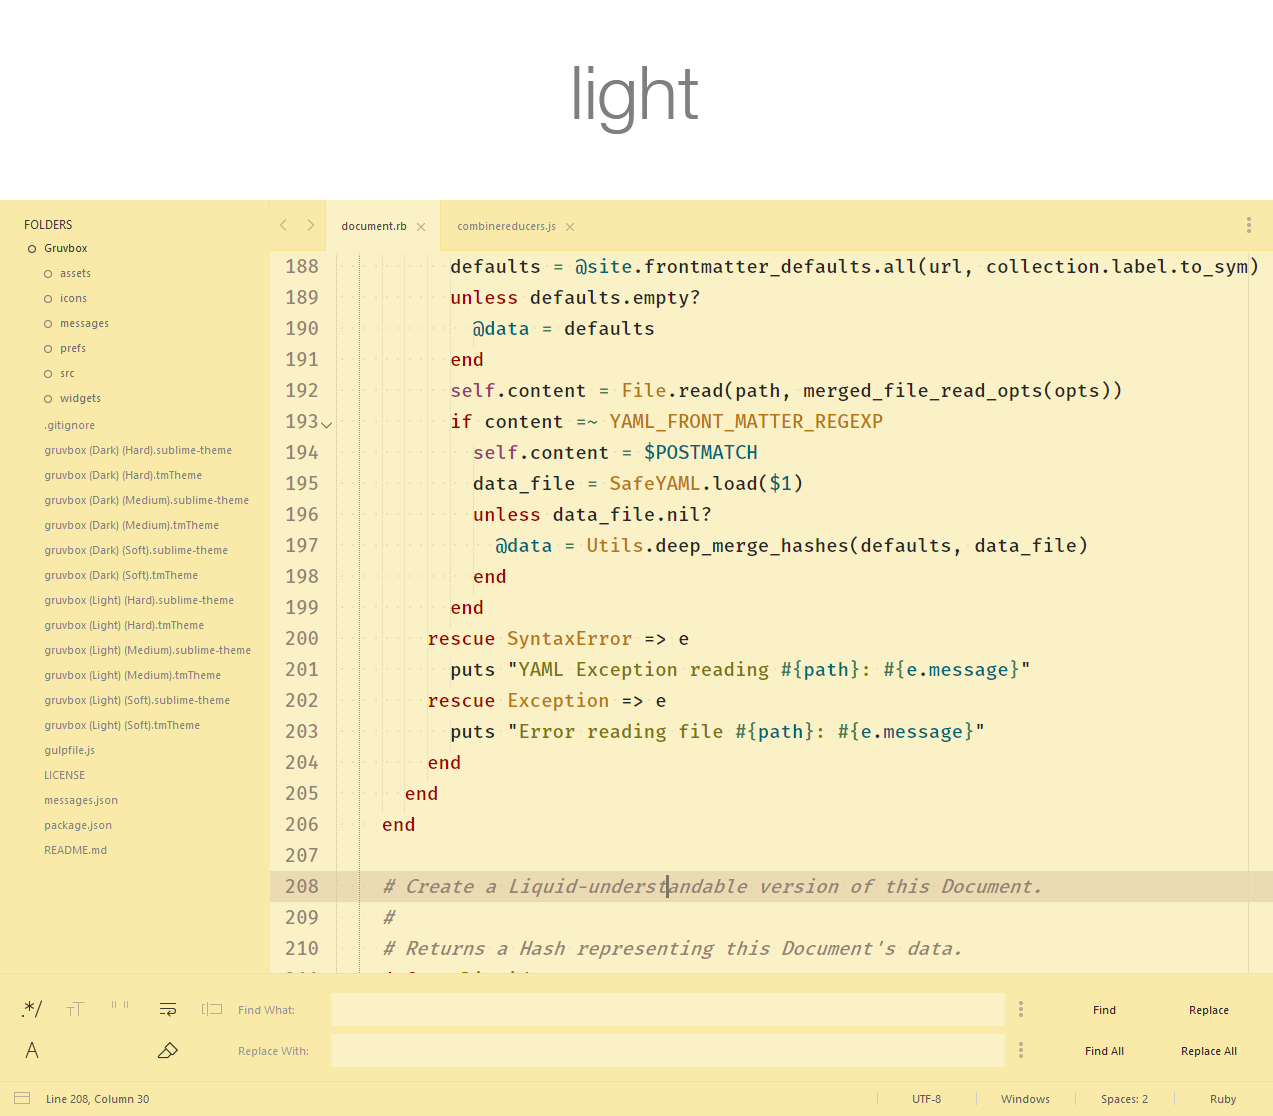 light
FOLDERS
Gruvbox
assets
icons
messages
prefs
src
widgets
.gitignore
gruvbox (Dark) (Hard).sublime-theme
gruvbox (Dark) (Hard).tmTheme
gruvbox (Dark) (Medium).sublime-theme
gruvbox (Dark) (Medium).tmTheme
gruvbox (Dark) (Soft).sublime-theme
gruvbox (Dark) (Soft).tmTheme
gruvbox (Light) (Hard).sublime-theme
gruvbox (Light) (Hard).tmTheme
gruvbox (Light) (Medium).sublime-theme
gruvbox (Light) (Medium).tmTheme
gruvbox (Light) (Soft).sublime-theme
gruvbox (Light) (Soft).tmTheme
gulpfile.js
LICENSE
messages.json
package.json
README.md
document.rb combinereducers.js
188 defaults = @site.frontmatter_defaults.all(url, collection.label.to_sym)
189 unless defaults.empty?
190 @data = defaults
191 end
192 self.content = File.read(path, merged_file_read_opts(opts))
193 if content =~ YAML_FRONT_MATTER_REGEXP
194 self.content = $POSTMATCH
195 data_file = SafeYAML.load($1)
196 unless data_file.nil?
197 @data = Utils.deep_merge_hashes(defaults, data_file)
198 end
199 end
200 rescue SyntaxError => e
201 puts "YAML Exception reading #{path}: #{e.message}"
202 rescue Exception => e
203 puts "Error reading file #{path}: #{e.message}"
204 end
205 end
206 end
207
208 # Create a Liquid-understandable version of this Document.
209 #
210 # Returns a Hash representing this Document's data.
.*/ Find What: Find Replace
A Replace With: Find All Replace All
Line 208, Column 30 UTF-8 Windows Spaces: 2 Ruby